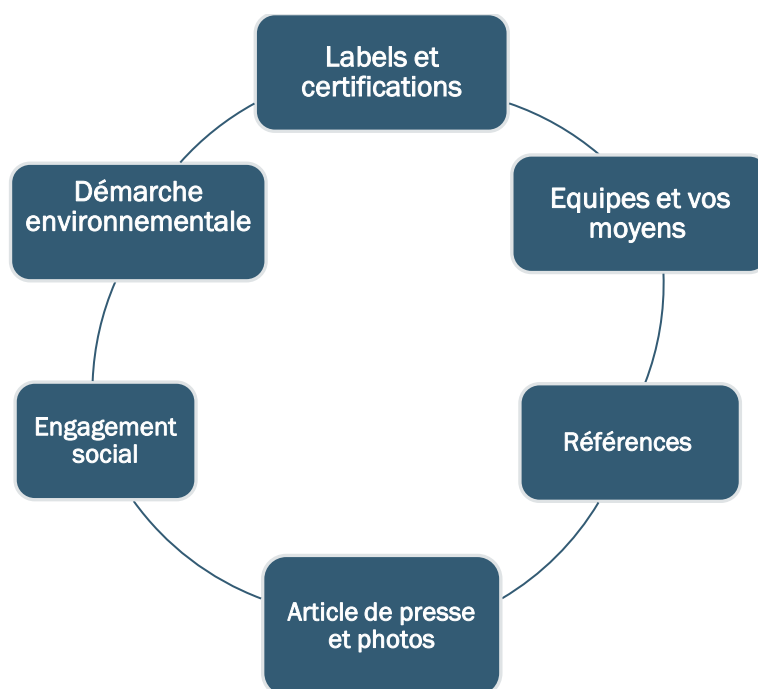 Labels et
certifications
Equipes et vos
moyens
Références
Article de presse
et photos
Engagement
social
Démarche
environnementale